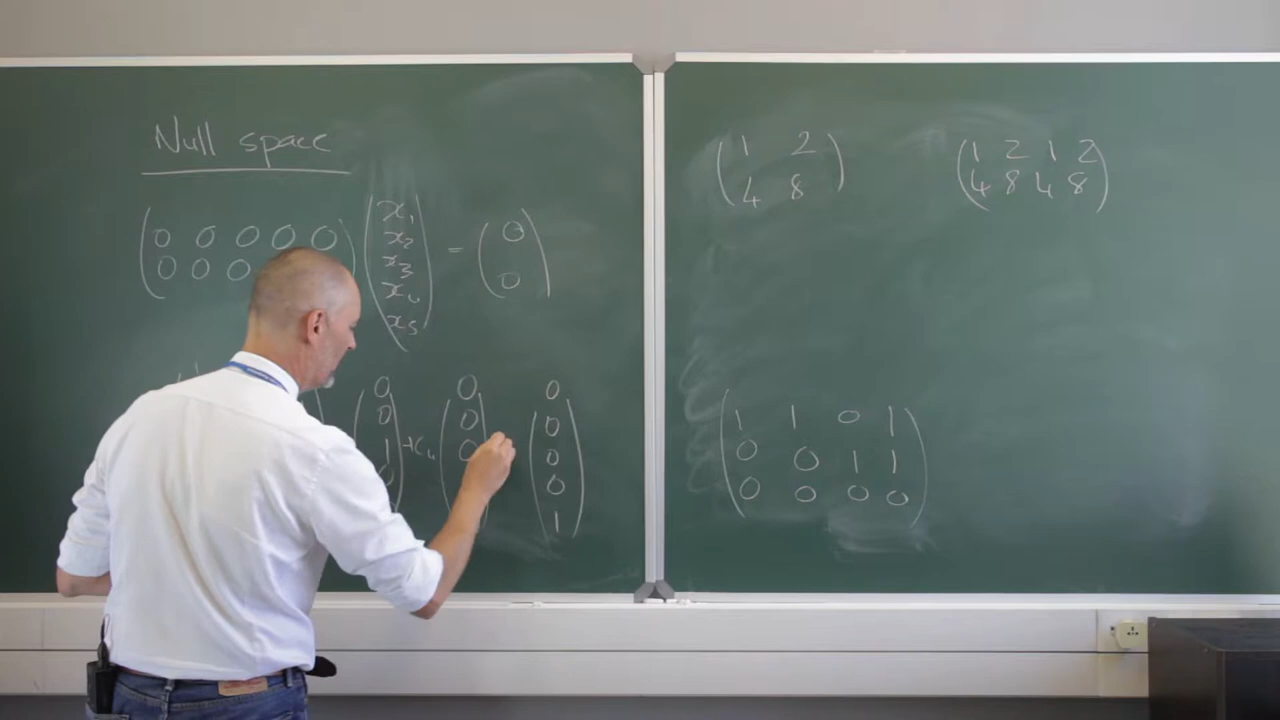 Null space
0 0 0 0 0 x₁ = 0
0 0 0 x₂ 0
x₃
x₄
x₅
0 0 0
0 0 0
1 +C₄ 0 0
0 0
1
1 2
4 8
1 2 1 2
4 8 4 8
1 1 0 1
0 0 1 1
0 0 0 0